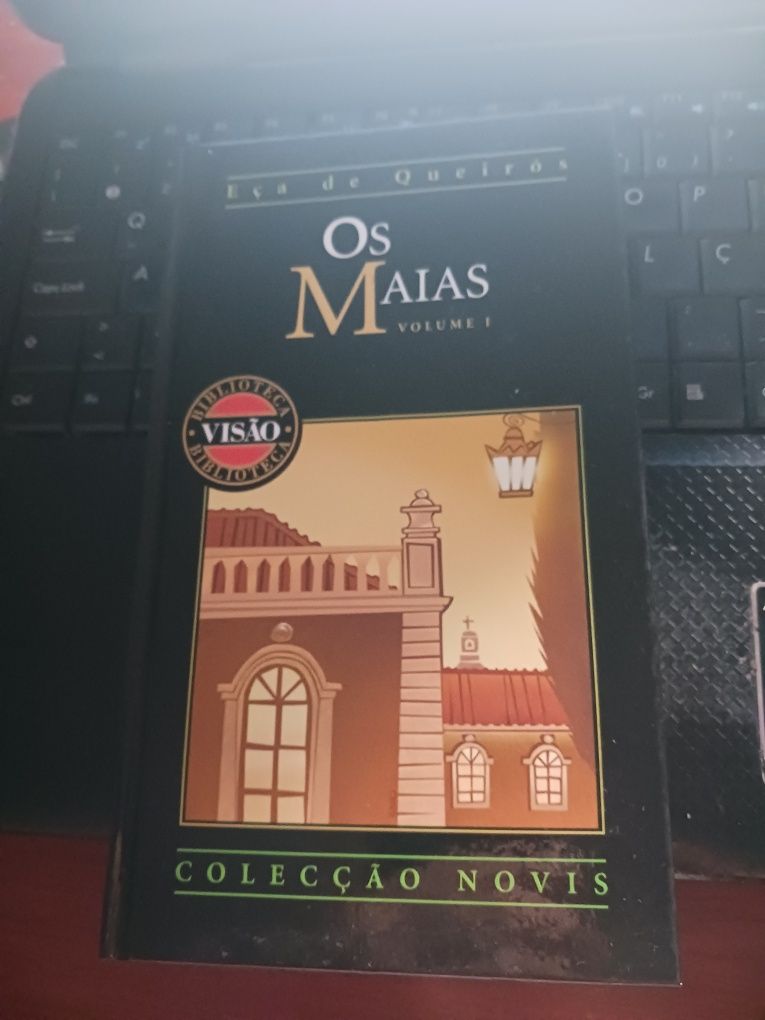 Eça de Queirós
OS
MAIAS
VOLUME I
BIBLIOTECA
VISÃO
BIBLIOTECA
COLECÇÃO NOVIS
Q
A
O
P
L
Ç